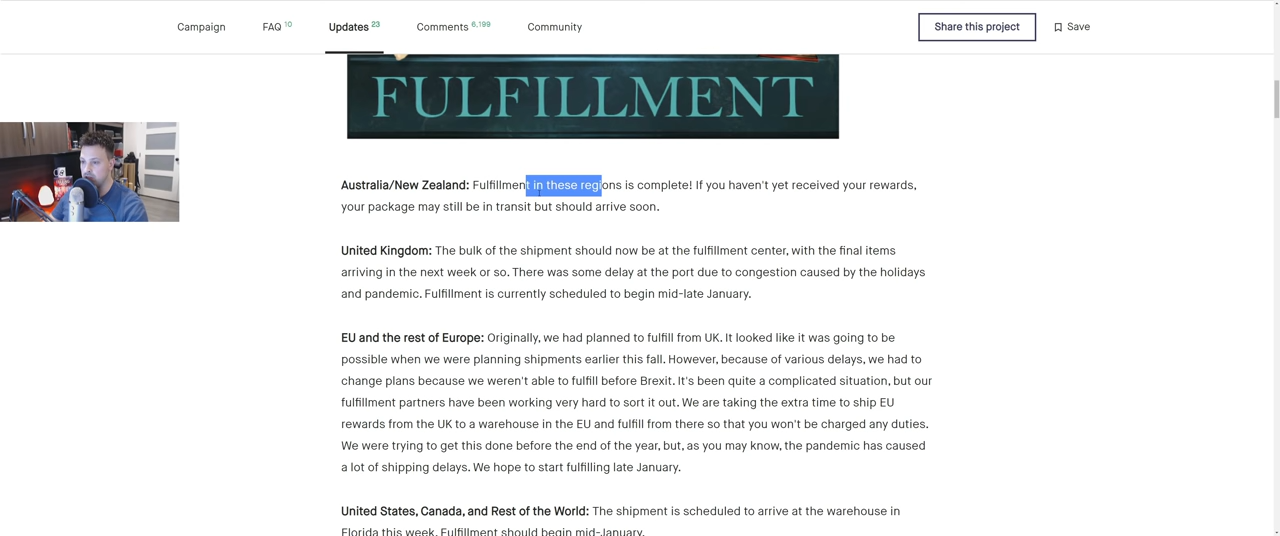 Campaign
FAQ 10
Updates 23
Comments 6,199
Community
Share this project
Save
FULFILLMENT
Australia/New Zealand: Fulfillment in these regions is complete! If you haven't yet received your rewards,
your package may still be in transit but should arrive soon.
United Kingdom: The bulk of the shipment should now be at the fulfillment center, with the final items
arriving in the next week or so. There was some delay at the port due to congestion caused by the holidays
and pandemic. Fulfillment is currently scheduled to begin mid-late January.
EU and the rest of Europe: Originally, we had planned to fulfill from UK. It looked like it was going to be
possible when we were planning shipments earlier this fall. However, because of various delays, we had to
change plans because we weren't able to fulfill before Brexit. It's been quite a complicated situation, but our
fulfillment partners have been working very hard to sort it out. We are taking the extra time to ship EU
rewards from the UK to a warehouse in the EU and fulfill from there so that you won't be charged any duties.
We were trying to get this done before the end of the year, but, as you may know, the pandemic has caused
a lot of shipping delays. We hope to start fulfilling late January.
United States, Canada, and Rest of the World: The shipment is scheduled to arrive at the warehouse in
Florida this week. Fulfillment should begin mid-January.